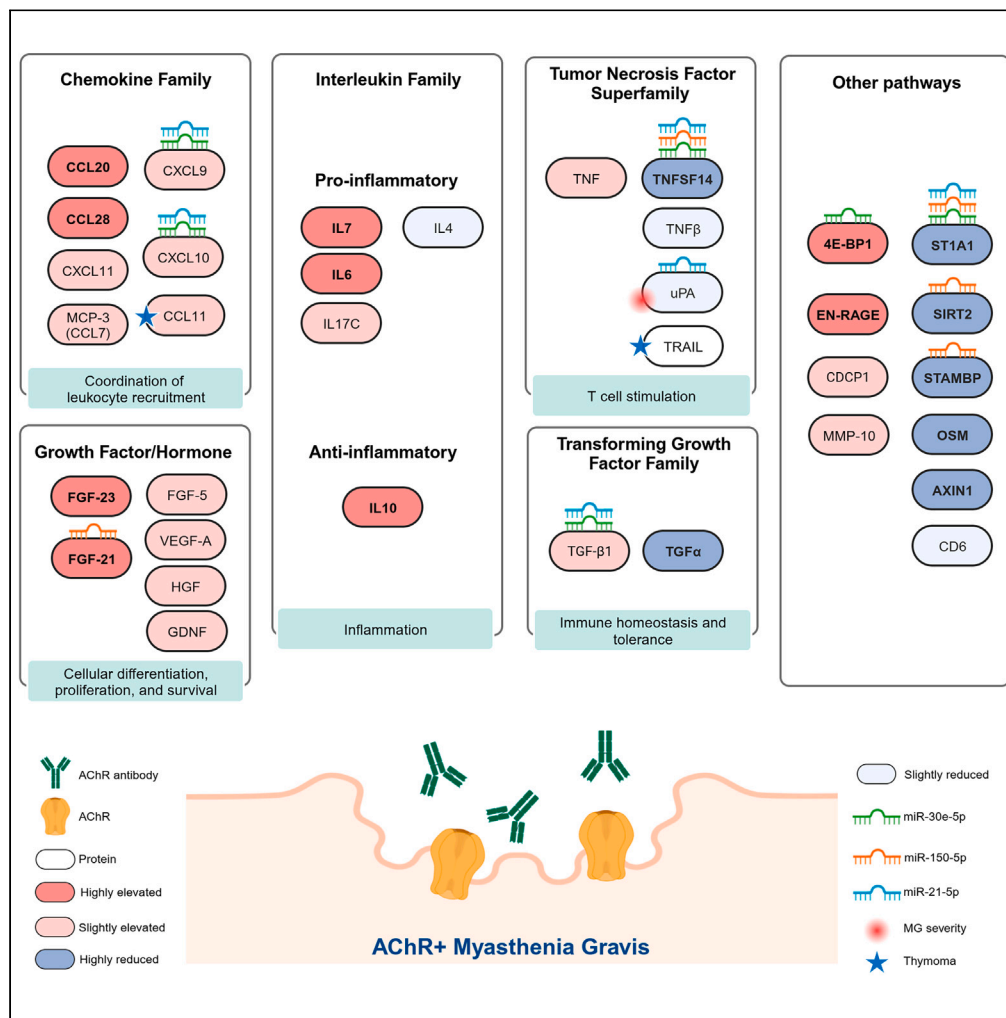 Chemokine Family
CCL20
CXCL9
CCL28
CXCL10
CXCL11
MCP-3
(CCL7)
CCL11
Coordination of
leukocyte recruitment
Interleukin Family
Pro-inflammatory
IL7
IL4
IL6
IL17C
Anti-inflammatory
IL10
Inflammation
Tumor Necrosis Factor
Superfamily
TNF
TNFSF14
TNFβ
uPA
TRAIL
T cell stimulation
Other pathways
4E-BP1
ST1A1
EN-RAGE
SIRT2
CDCP1
STAMBP
MMP-10
OSM
AXIN1
CD6
Growth Factor/Hormone
FGF-23
FGF-5
FGF-21
VEGF-A
HGF
GDNF
Cellular differentiation,
proliferation, and survival
Transforming Growth
Factor Family
TGF-β1
TGFα
Immune homeostasis and
tolerance
AChR antibody
AChR
Protein
Highly elevated
Slightly elevated
Highly reduced
AChR+ Myasthenia Gravis
Slightly reduced
miR-30e-5p
miR-150-5p
miR-21-5p
MG severity
Thymoma